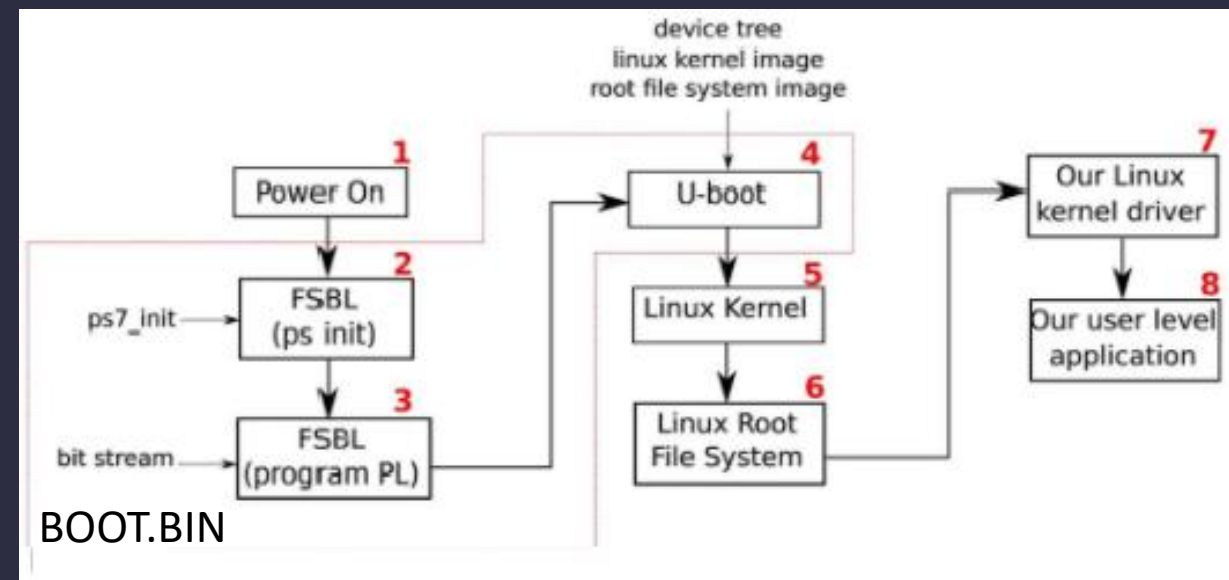 device tree
linux kernel image
root file system image
1
Power On
2
ps7_init
FSBL
(ps init)
3
bit stream
FSBL
(program PL)
BOOT.BIN
4
U-boot
5
Linux Kernel
6
Linux Root
File System
7
Our Linux
kernel driver
8
Our user level
application